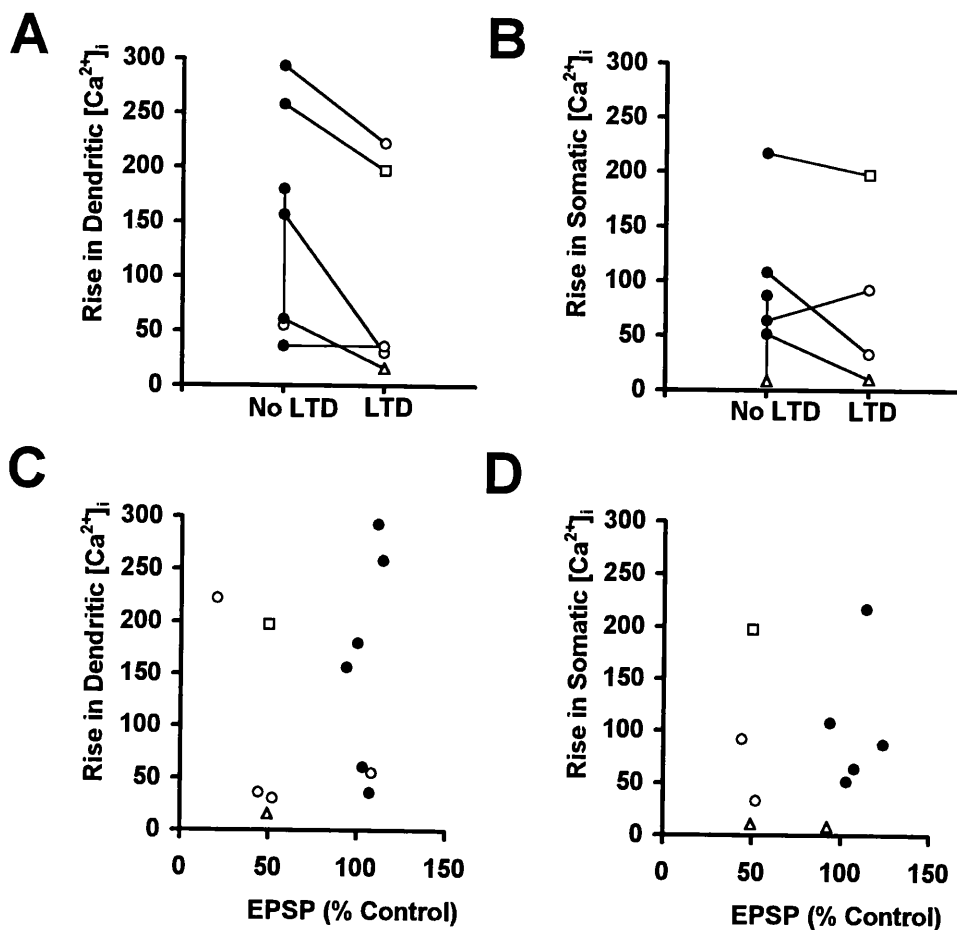 A
Rise in Dendritic [Ca²⁺]i
300
250
200
150
100
50
0
No LTD
LTD
B
Rise in Somatic [Ca²⁺]i
300
250
200
150
100
50
0
No LTD
LTD
C
Rise in Dendritic [Ca²⁺]i
300
250
200
150
100
50
0
0 50 100 150
EPSP (% Control)
D
Rise in Somatic [Ca²⁺]i
300
250
200
150
100
50
0
0 50 100 150
EPSP (% Control)